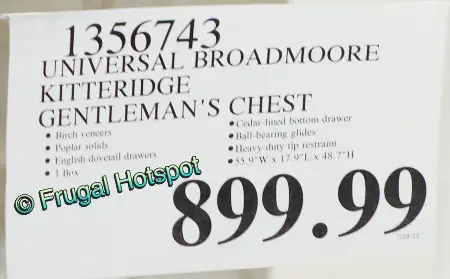 1356743
UNIVERSAL BROADMOORE
KITTERIDGE
GENTLEMAN'S CHEST
• Birch veneers
• Poplar solids
• English dovetail drawers
• 1 Box
• Cedar-lined bottom drawer
• Ball-bearing glides
• Heavy-duty tip restraint
• 55.9"W x 17.9"L x 48.7"H
© Frugal Hotspot
899.99